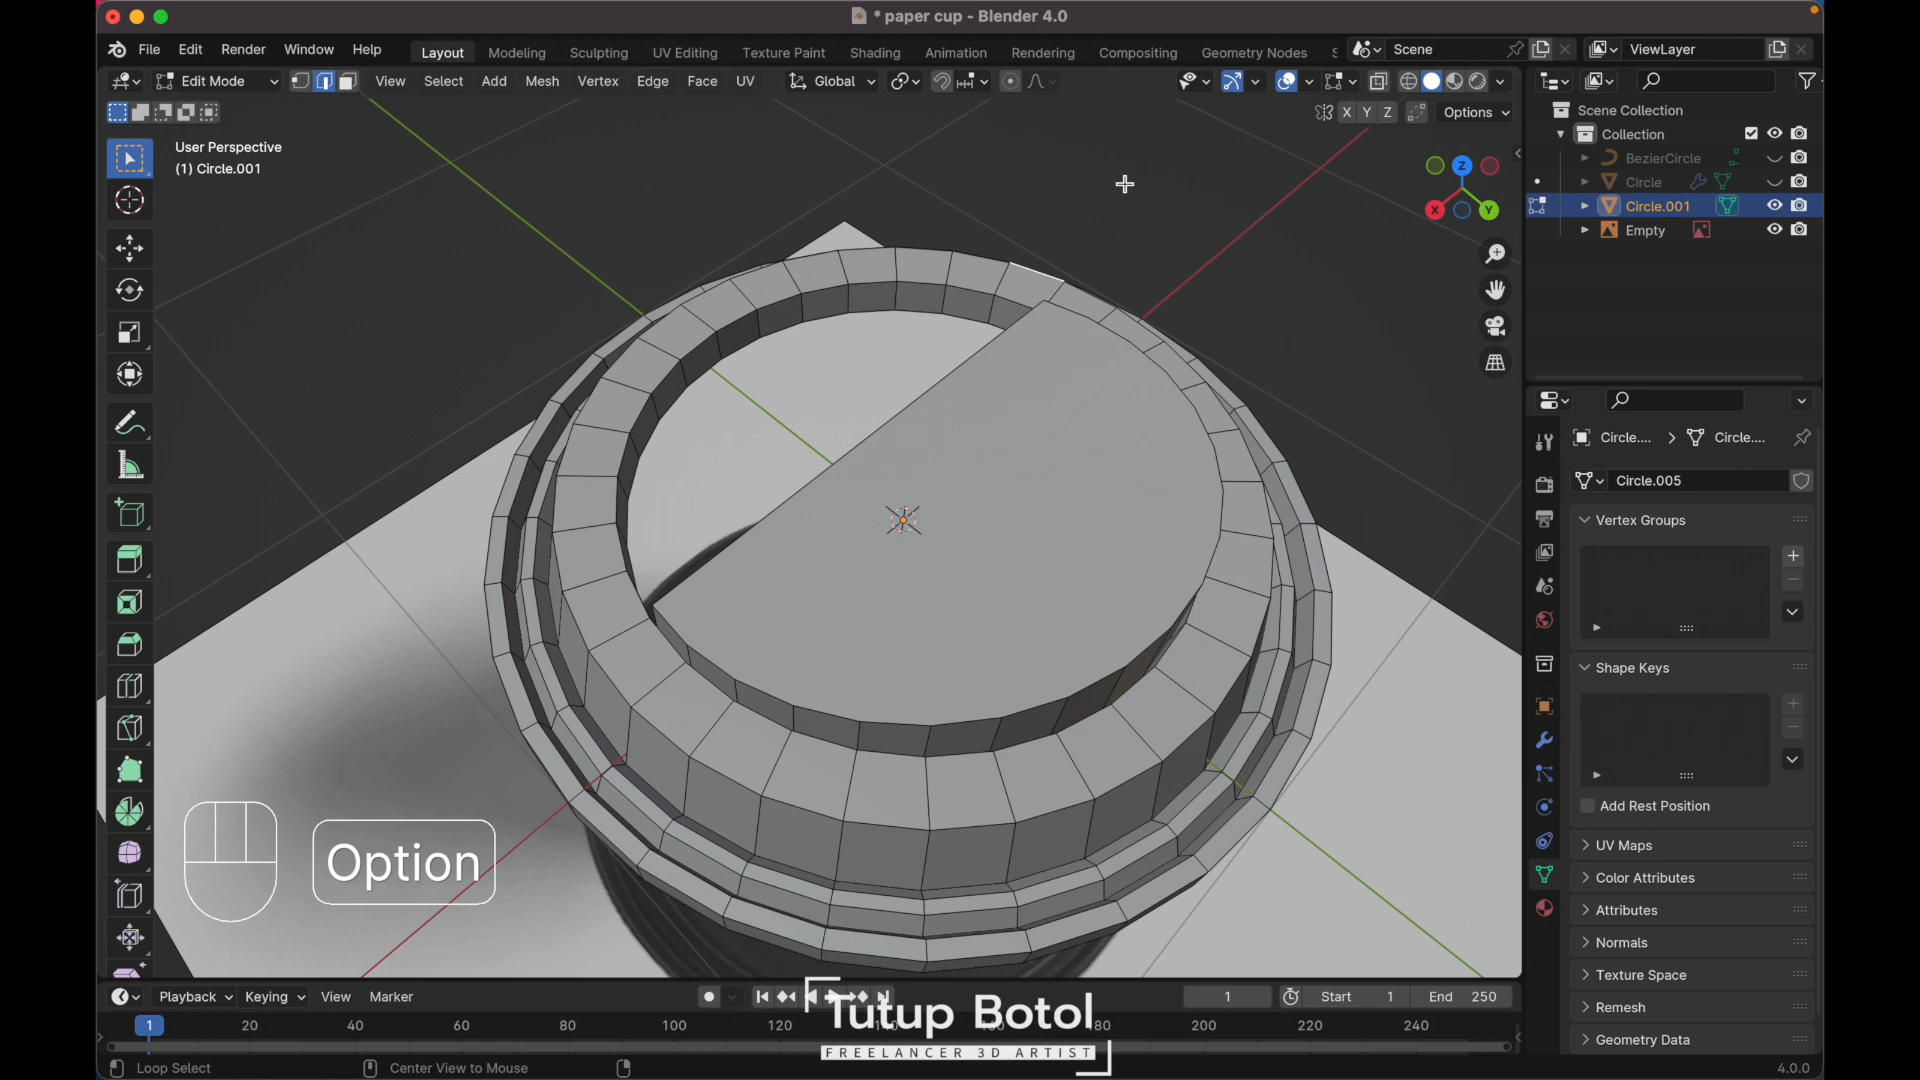 * paper cup - Blender 4.0
File Edit Render Window Help
Layout Modeling Sculpting UV Editing Texture Paint Shading Animation Rendering Compositing Geometry Nodes S
Scene
ViewLayer
Edit Mode
View Select Add Mesh Vertex Edge Face UV
Global
X Y Z
Options
User Perspective
(1) Circle.001
Z
X
Y
Scene Collection
Collection
BezierCircle
Circle
Circle.001
Empty
Circle.... > Circle....
Circle.005
Vertex Groups
Shape Keys
Add Rest Position
UV Maps
Color Attributes
Attributes
Normals
Texture Space
Remesh
Geometry Data
Option
Playback Keying View Marker
1
Start 1
End 250
1 20 40 60 80 100 120 180 200 220 240
Tutup Botol
FREELANCER 3D ARTIST
Loop Select
Center View to Mouse
4.0.0